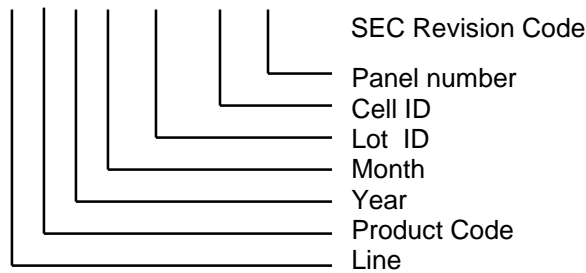 SEC Revision Code
Panel number
Cell ID
Lot ID
Month
Year
Product Code
Line